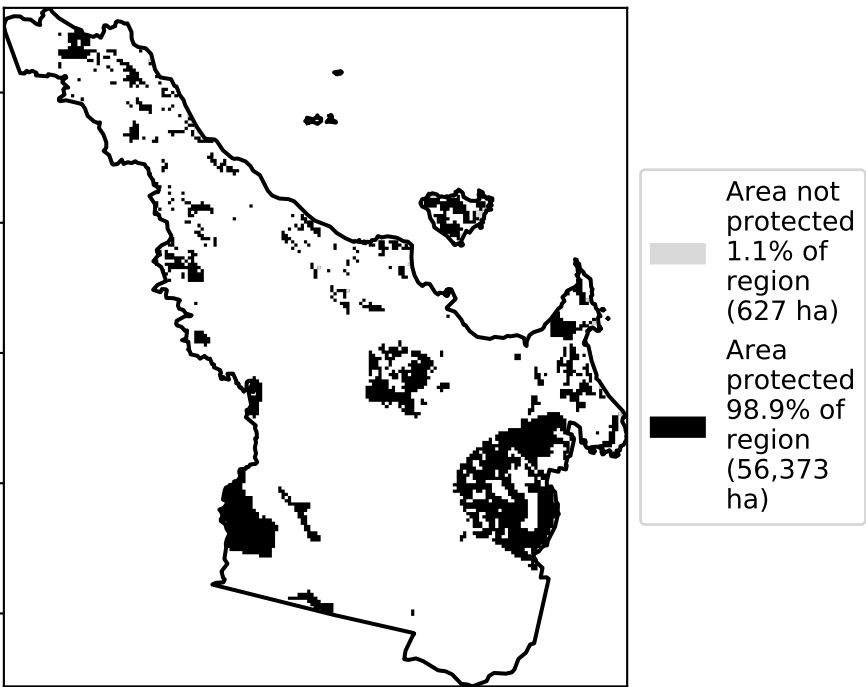 Area not
protected
1.1% of
region
(627 ha)
Area
protected
98.9% of
region
(56,373
ha)